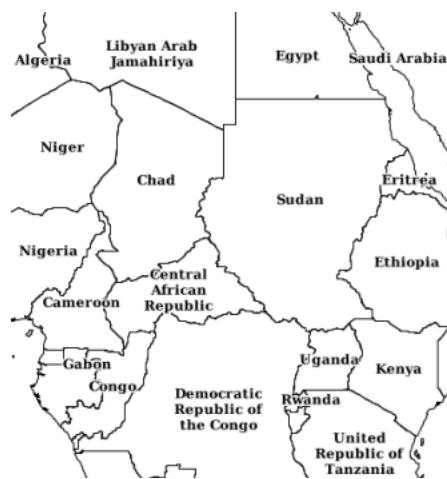 Libyan Arab
Jamahiriya
Egypt
Saudi Arabia
Algeria
Niger
Chad
Sudan
Eritrea
Nigeria
Ethiopia
Central
African
Republic
Cameroon
Gabon
Congo
Uganda
Kenya
Democratic
Republic of
the Congo
Rwanda
United
Republic of
Tanzania